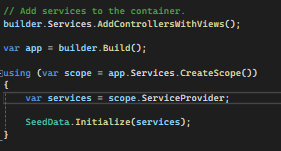 // Add services to the container.
builder.Services.AddControllersWithViews();
var app = builder.Build();
using (var scope = app.Services.CreateScope())
{
var services = scope.ServiceProvider;
SeedData.Initialize(services);
}